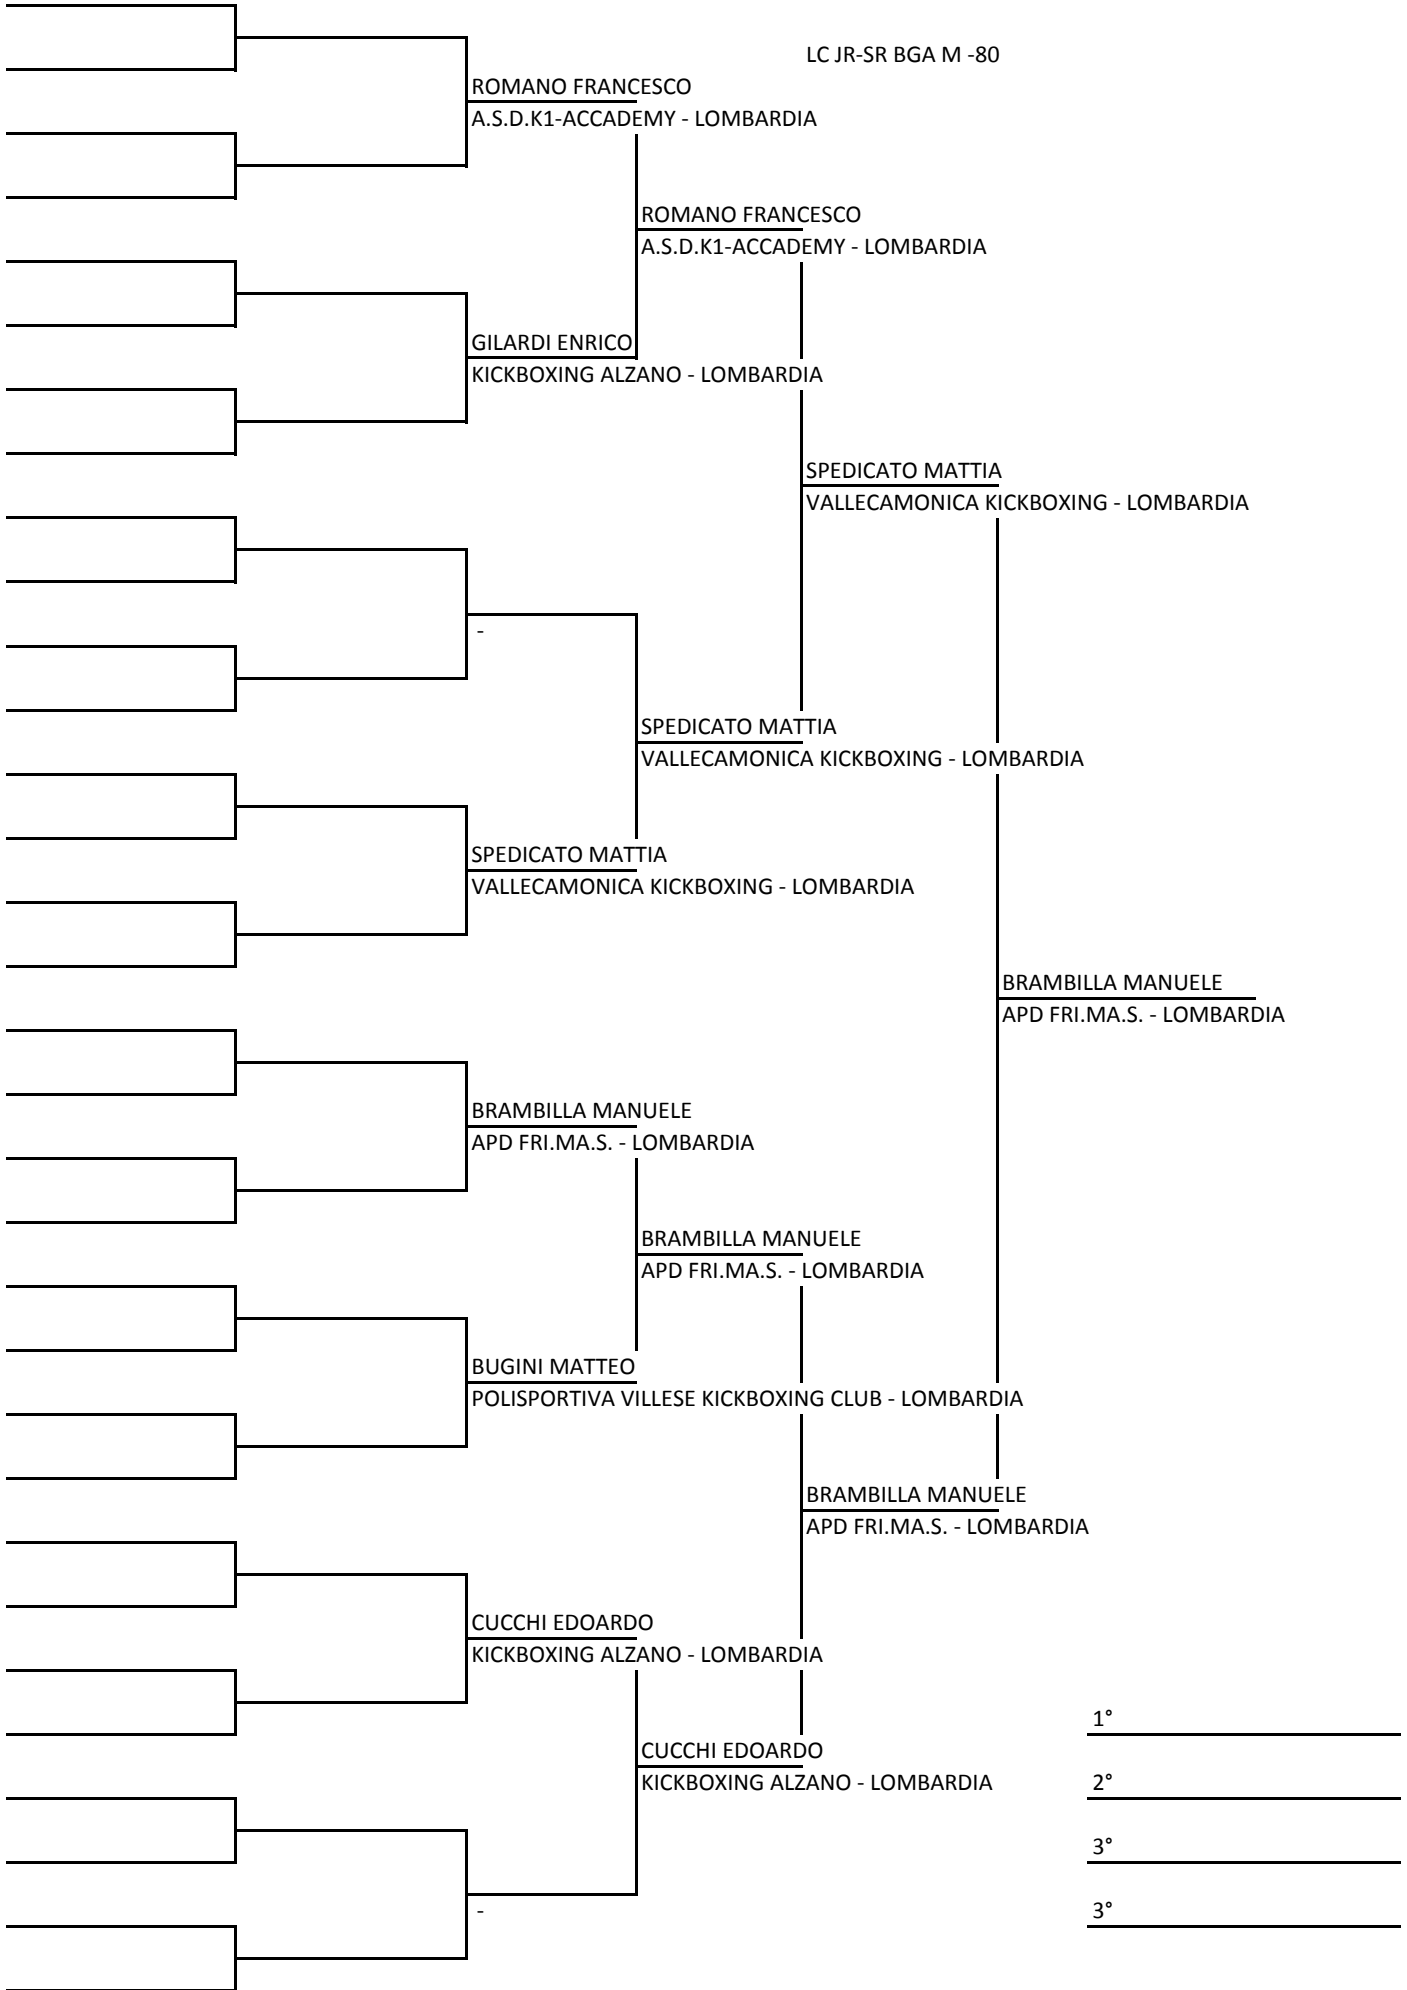 LC JR-SR BGA M -80
ROMANO FRANCESCO
A.S.D.K1-ACCADEMY - LOMBARDIA
ROMANO FRANCESCO
A.S.D.K1-ACCADEMY - LOMBARDIA
GILARDI ENRICO
KICKBOXING ALZANO - LOMBARDIA
SPEDICATO MATTIA
VALLECAMONICA KICKBOXING - LOMBARDIA
-
SPEDICATO MATTIA
VALLECAMONICA KICKBOXING - LOMBARDIA
SPEDICATO MATTIA
VALLECAMONICA KICKBOXING - LOMBARDIA
BRAMBILLA MANUELE
APD FRI.MA.S. - LOMBARDIA
BRAMBILLA MANUELE
APD FRI.MA.S. - LOMBARDIA
BRAMBILLA MANUELE
APD FRI.MA.S. - LOMBARDIA
BUGINI MATTEO
POLISPORTIVA VILLESE KICKBOXING CLUB - LOMBARDIA
BRAMBILLA MANUELE
APD FRI.MA.S. - LOMBARDIA
CUCCHI EDOARDO
KICKBOXING ALZANO - LOMBARDIA
1°
CUCCHI EDOARDO
KICKBOXING ALZANO - LOMBARDIA
2°
3°
3°
-